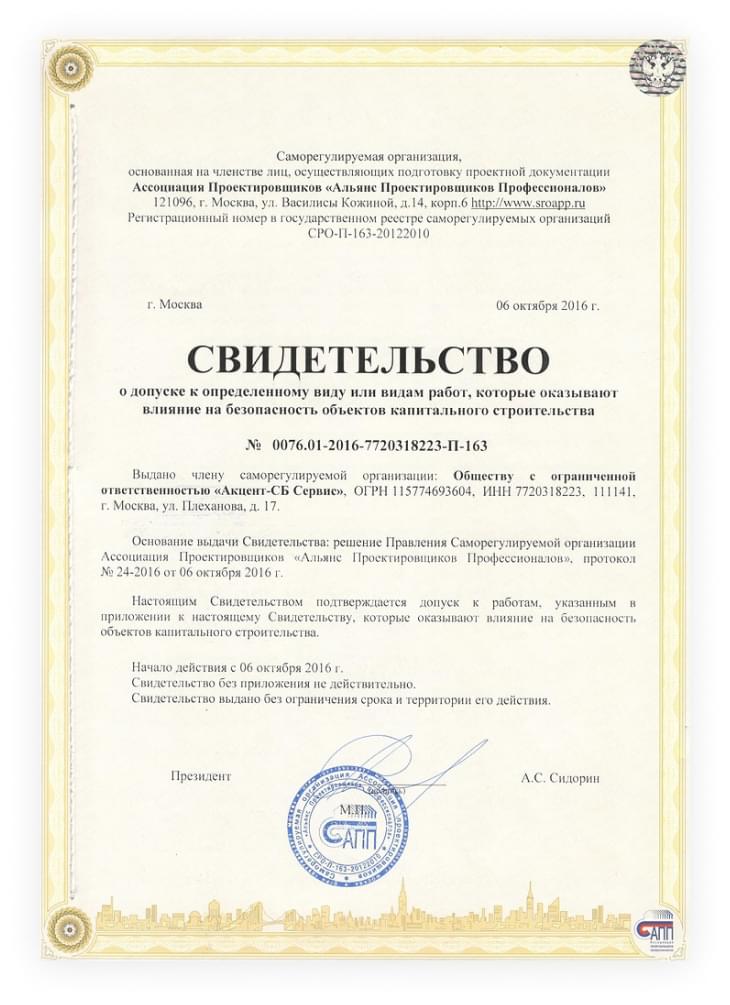 Саморегулируемая организация,
основанная на членстве лиц, осуществляющих подготовку проектной документации
Ассоциация Проектировщиков «Альянс Проектировщиков Профессионалов»
121096, г. Москва, ул. Василисы Кожиной, д.14, корп.6 http://www.sroapp.ru
Регистрационный номер в государственном реестре саморегулируемых организаций
СРО-П-163-20122010
г. Москва 06 октября 2016 г.
СВИДЕТЕЛЬСТВО
о допуске к определенному виду или видам работ, которые оказывают
влияние на безопасность объектов капитального строительства
№ 0076.01-2016-7720318223-П-163
Выдано члену саморегулируемой организации: Обществу с ограниченной
ответственностью «Акцент-СБ Сервис», ОГРН 115774693604, ИНН 7720318223, 111141,
г. Москва, ул. Плеханова, д. 17.
Основание выдачи Свидетельства: решение Правления Саморегулируемой организации
Ассоциация Проектировщиков «Альянс Проектировщиков Профессионалов», протокол
№ 24-2016 от 06 октября 2016 г.
Настоящим Свидетельством подтверждается допуск к работам, указанным в
приложении к настоящему Свидетельству, которые оказывают влияние на безопасность
объектов капитального строительства.
Начало действия с 06 октября 2016 г.
Свидетельство без приложения не действительно.
Свидетельство выдано без ограничения срока и территории его действия.
Президент А.С. Сидорин
М.П.
САПП
Саморегулируемая организация Ассоциация Проектировщиков
«Альянс Проектировщиков Профессионалов»
СРО-П-163-20122010
САПП